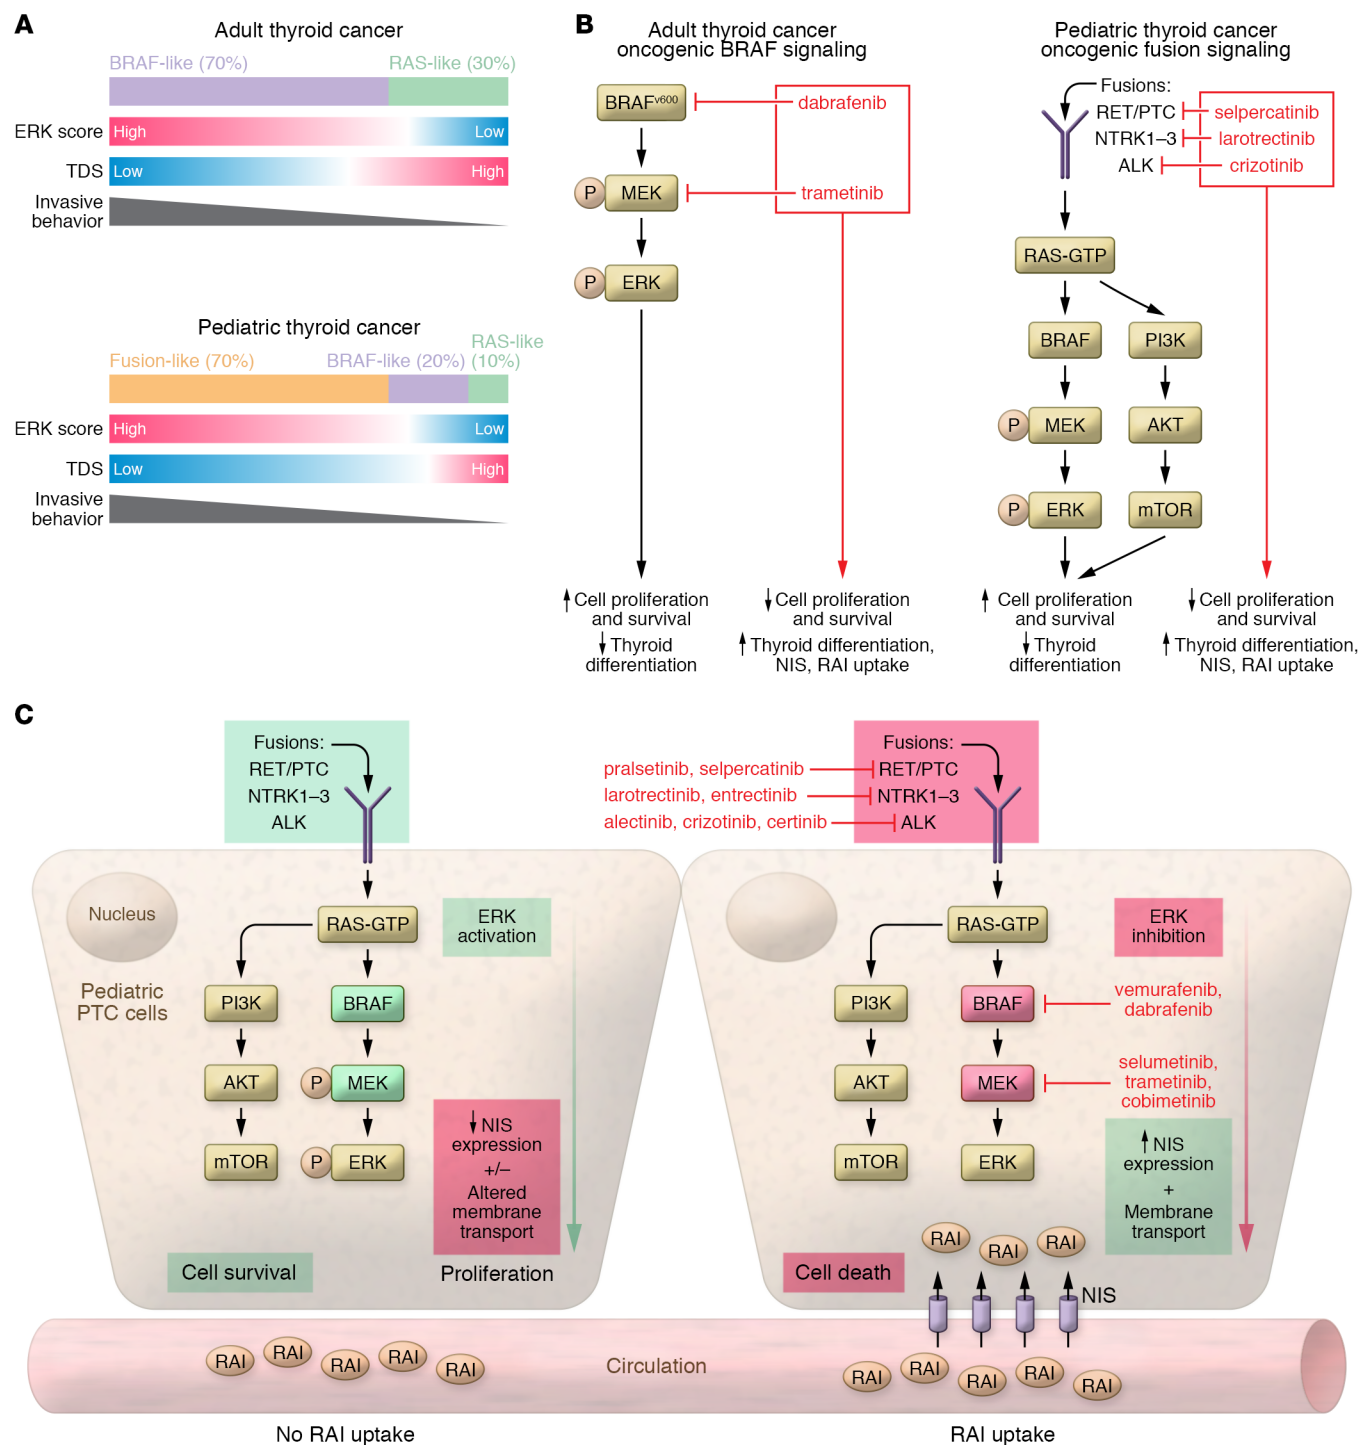 A
Adult thyroid cancer
BRAF-like (70%)
RAS-like (30%)
ERK score
High
Low
TDS
Low
High
Invasive
behavior
Pediatric thyroid cancer
Fusion-like (70%)
BRAF-like (20%)
RAS-like
(10%)
ERK score
High
Low
TDS
Low
High
Invasive
behavior
B
Adult thyroid cancer
oncogenic BRAF signaling
BRAFv600
dabrafenib
P
MEK
trametinib
P
ERK
↑ Cell proliferation
and survival
↓ Thyroid
differentiation
↓ Cell proliferation
and survival
↑ Thyroid differentiation,
NIS, RAI uptake
Pediatric thyroid cancer
oncogenic fusion signaling
Fusions:
RET/PTC
selpercatinib
NTRK1–3
larotrectinib
ALK
crizotinib
RAS-GTP
BRAF
PI3K
P
MEK
AKT
P
ERK
mTOR
↑ Cell proliferation
and survival
↓ Thyroid
differentiation
↓ Cell proliferation
and survival
↑ Thyroid differentiation,
NIS, RAI uptake
C
Fusions:
RET/PTC
NTRK1–3
ALK
Nucleus
RAS-GTP
ERK
activation
Pediatric
PTC cells
PI3K
BRAF
AKT
P
MEK
mTOR
P
ERK
↓ NIS
expression
+/–
Altered
membrane
transport
Cell survival
Proliferation
Fusions:
pralsetinib, selpercatinib
RET/PTC
larotrectinib, entrectinib
NTRK1–3
alectinib, crizotinib, certinib
ALK
RAS-GTP
ERK
inhibition
PI3K
BRAF
vemurafenib,
dabrafenib
AKT
MEK
selumetinib,
trametinib,
cobimetinib
mTOR
ERK
↑ NIS
expression
+
Membrane
transport
RAI
RAI
RAI
Cell death
NIS
RAI
RAI
RAI
RAI
RAI
Circulation
RAI
RAI
RAI
RAI
RAI
No RAI uptake
RAI uptake